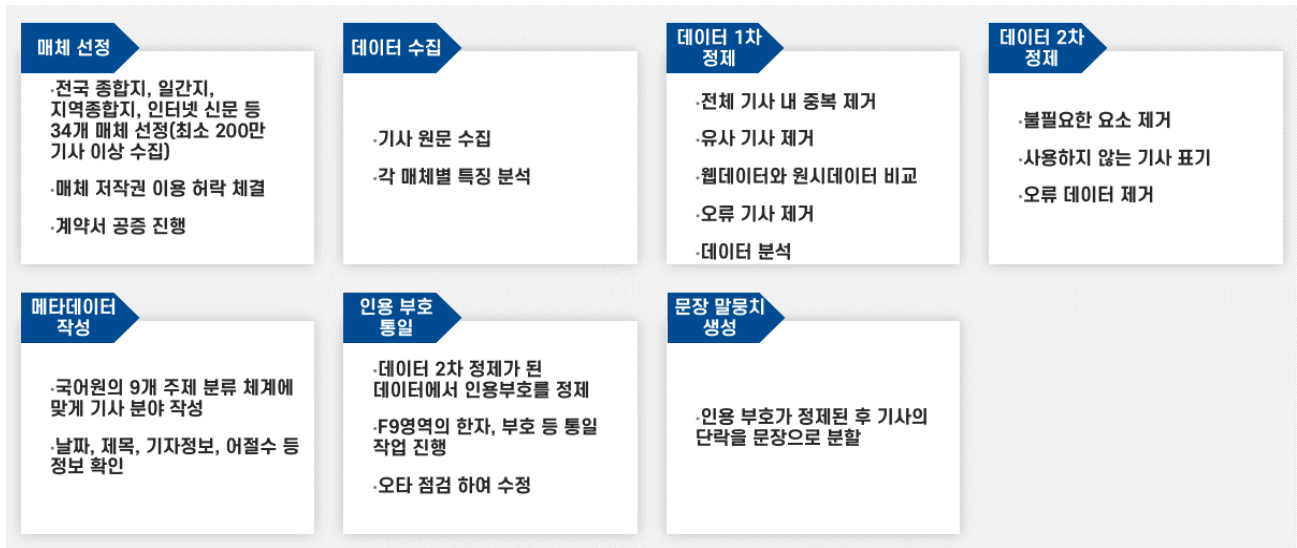 매체 선정
·전국 종합지, 일간지,
지역종합지, 인터넷 신문 등
34개 매체 선정(최소 200만
기사 이상 수집)
·매체 저작권 이용 허락 체결
·계약서 공증 진행
데이터 수집
·기사 원문 수집
·각 매체별 특징 분석
데이터 1차
정제
·전체 기사 내 중복 제거
·유사 기사 제거
·웹데이터와 원시데이터 비교
·오류 기사 제거
·데이터 분석
데이터 2차
정제
·불필요한 요소 제거
·사용하지 않는 기사 표기
·오류 데이터 제거
메타데이터
작성
·국어원의 9개 주제 분류 체계에
맞게 기사 분야 작성
·날짜, 제목, 기자정보, 어절수 등
정보 확인
인용 부호
통일
·데이터 2차 정제가 된
데이터에서 인용부호를 정제
·F9영역의 한자, 부호 등 통일
작업 진행
·오타 점검 하여 수정
문장 말뭉치
생성
·인용 부호가 정제된 후 기사의
단락을 문장으로 분할